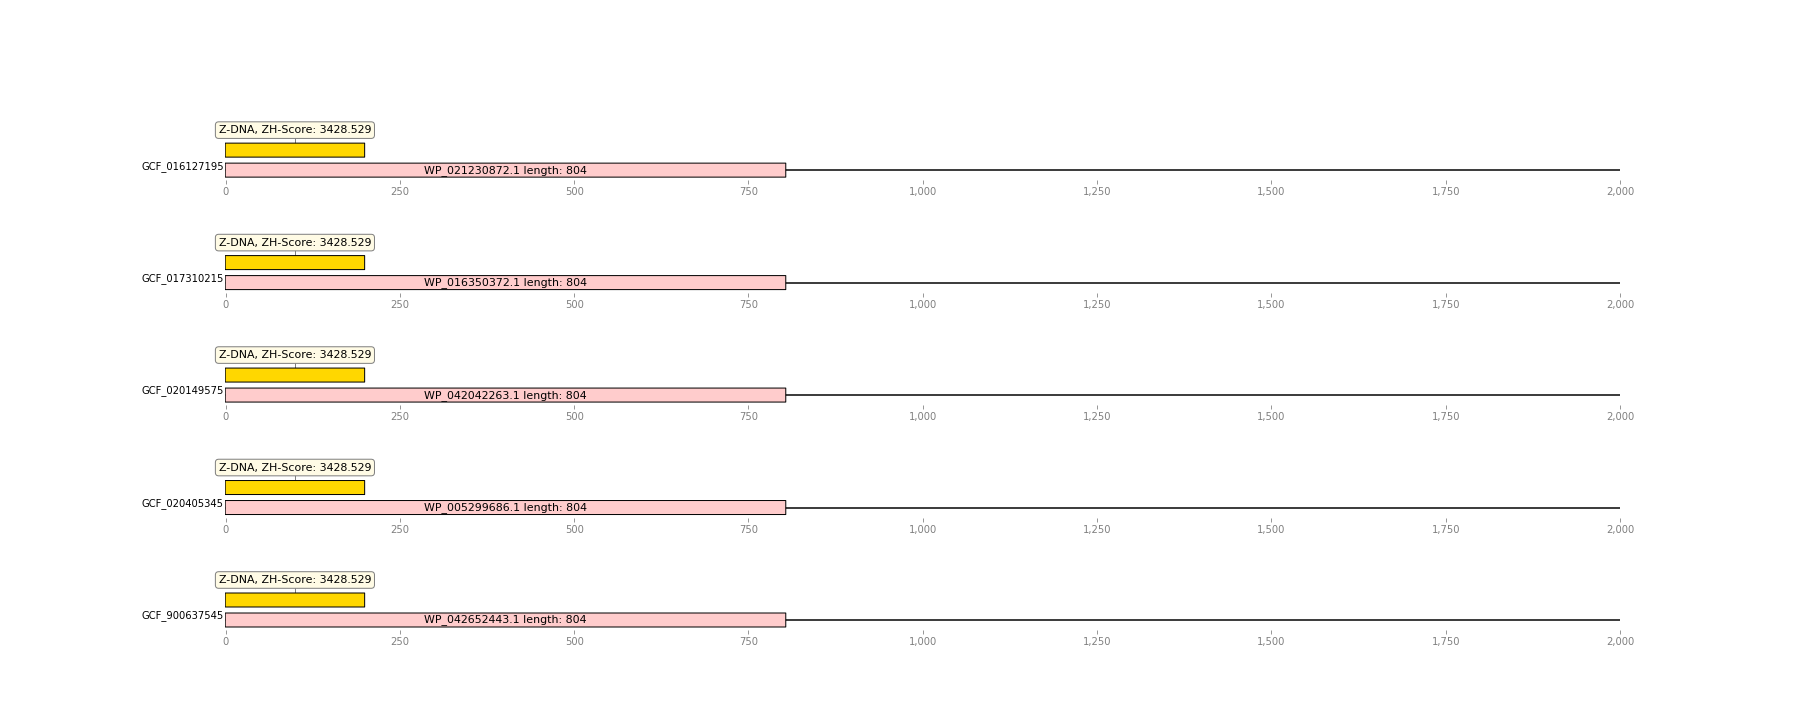 Z-DNA, ZH-Score: 3428.529
GCF_016127195
WP_021230872.1 length: 804
0 250 500 750 1,000 1,250 1,500 1,750 2,000
Z-DNA, ZH-Score: 3428.529
GCF_017310215
WP_016350372.1 length: 804
0 250 500 750 1,000 1,250 1,500 1,750 2,000
Z-DNA, ZH-Score: 3428.529
GCF_020149575
WP_042042263.1 length: 804
0 250 500 750 1,000 1,250 1,500 1,750 2,000
Z-DNA, ZH-Score: 3428.529
GCF_020405345
WP_005299686.1 length: 804
0 250 500 750 1,000 1,250 1,500 1,750 2,000
Z-DNA, ZH-Score: 3428.529
GCF_900637545
WP_042652443.1 length: 804
0 250 500 750 1,000 1,250 1,500 1,750 2,000